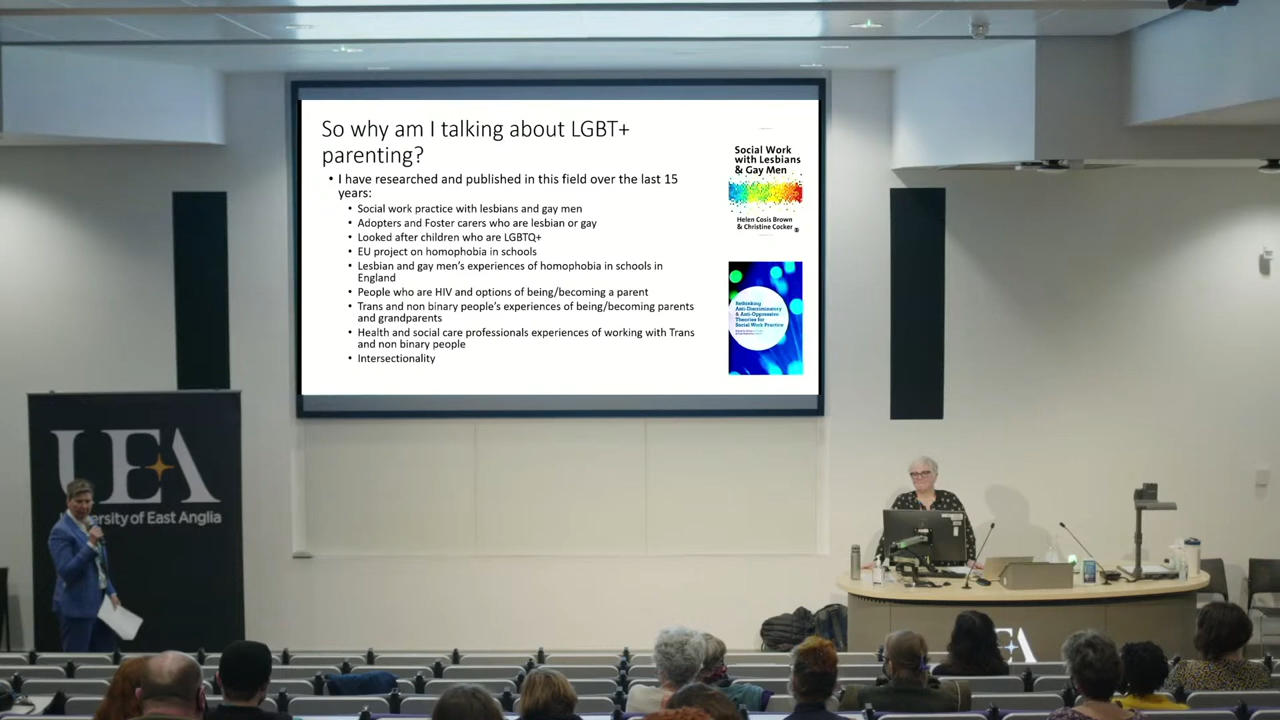 So why am I talking about LGBT+
parenting?
• I have researched and published in this field over the last 15
years:
• Social work practice with lesbians and gay men
• Adopters and Foster carers who are lesbian or gay
• Looked after children who are LGBTQ+
• EU project on homophobia in schools
• Lesbian and gay men's experiences of homophobia in schools in
England
• People who are HIV and options of being/becoming a parent
• Trans and non binary people's experiences of being/becoming parents
and grandparents
• Health and social care professionals experiences of working with Trans
and non binary people
• Intersectionality
Social Work
with Lesbians
& Gay Men
Helen Cosis Brown
& Christine Cocker
Rethinking
Anti-Discriminatory
& Anti-Oppressive
Theories for
Social Work Practice
UEA
ersity of East Anglia